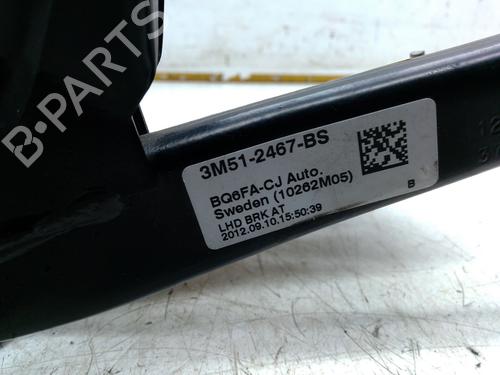 B-PARTS
3M51-2467-BS
BQ6FA-CJ Auto.
Sweden (10262M05)
LHD BRK AT
2012.09.10.15:50:39
B